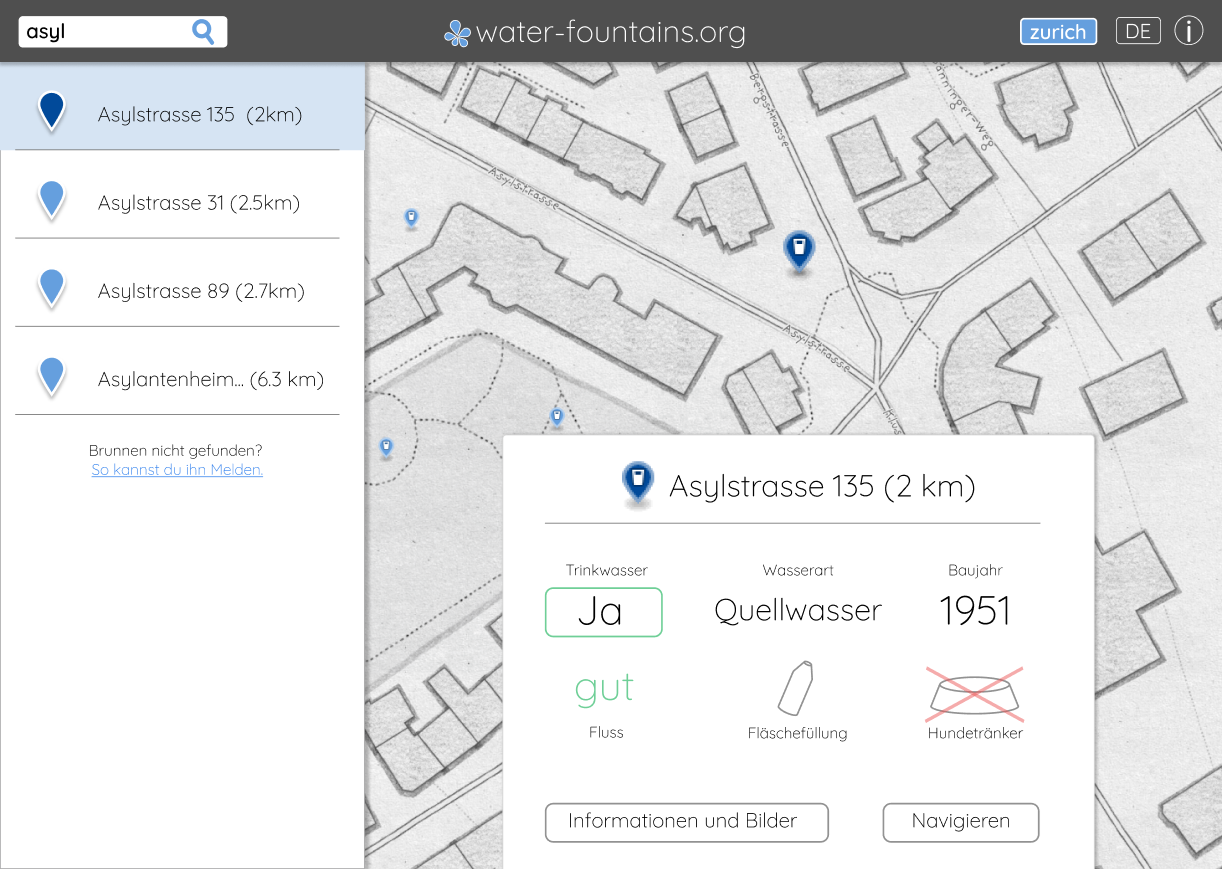 asyl
water-fountains.org
zurich
DE
i
Asylstrasse 135 (2km)
Asylstrasse 31 (2.5km)
Asylstrasse 89 (2.7km)
Asylantenheim... (6.3 km)
Brunnen nicht gefunden?
So kannst du ihn Melden.
Bergstrasse
Asylstrasse
Asylstrasse
Asylstrasse 135 (2 km)
Trinkwasser
Wasserart
Baujahr
Ja
Quellwasser
1951
gut
Fluss
Fläschefüllung
Hundetränker
Informationen und Bilder
Navigieren